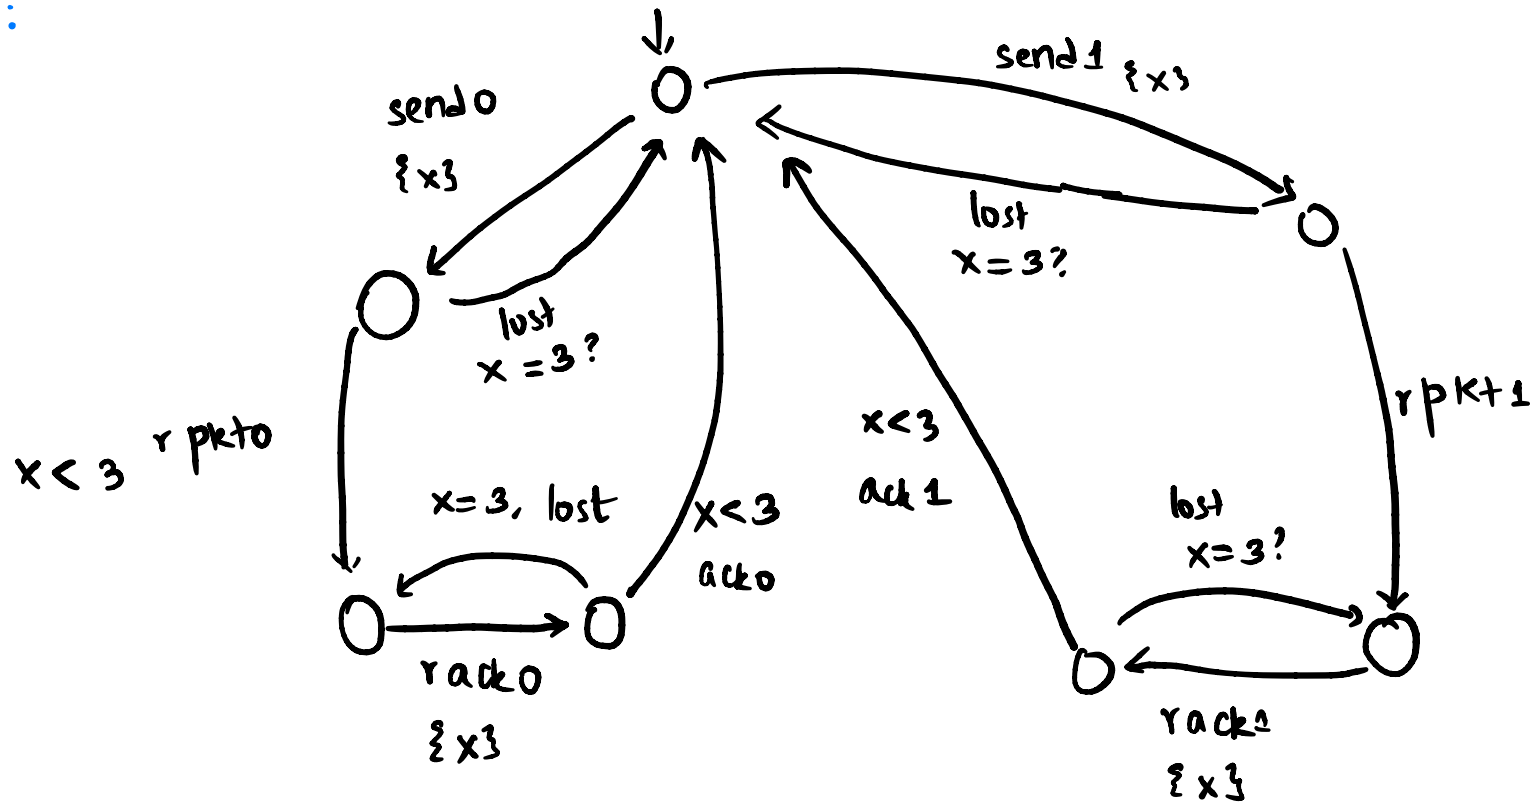 send1 {x}
send0
{x}
lost
x=3?
lost
x=3?
x<3 rpkt0
rpkt1
x<3
ack1
x=3, lost
x<3
ack0
lost
x=3?
rack0
{x}
rack1
{x}